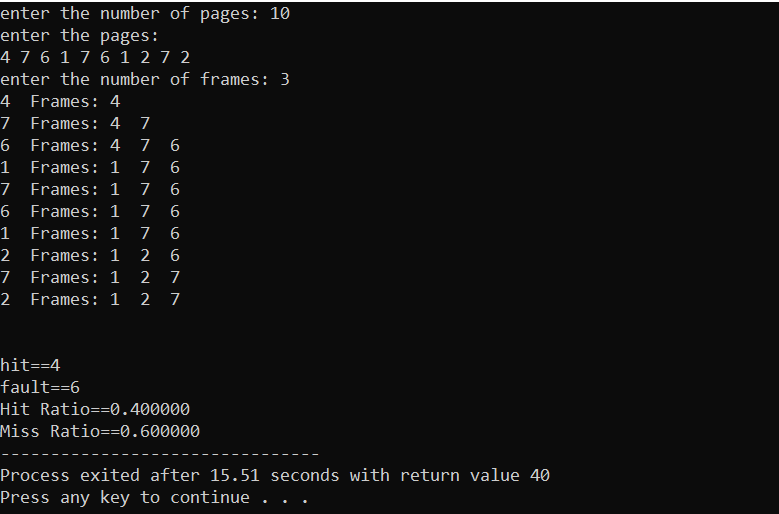 enter the number of pages: 10
enter the pages:
4 7 6 1 7 6 1 2 7 2
enter the number of frames: 3
4  Frames: 4
7  Frames: 4  7
6  Frames: 4  7  6
1  Frames: 1  7  6
7  Frames: 1  7  6
6  Frames: 1  7  6
1  Frames: 1  7  6
2  Frames: 1  2  6
7  Frames: 1  2  7
2  Frames: 1  2  7
hit==4
fault==6
Hit Ratio==0.400000
Miss Ratio==0.600000
--------------------------------
Process exited after 15.51 seconds with return value 40
Press any key to continue . . .